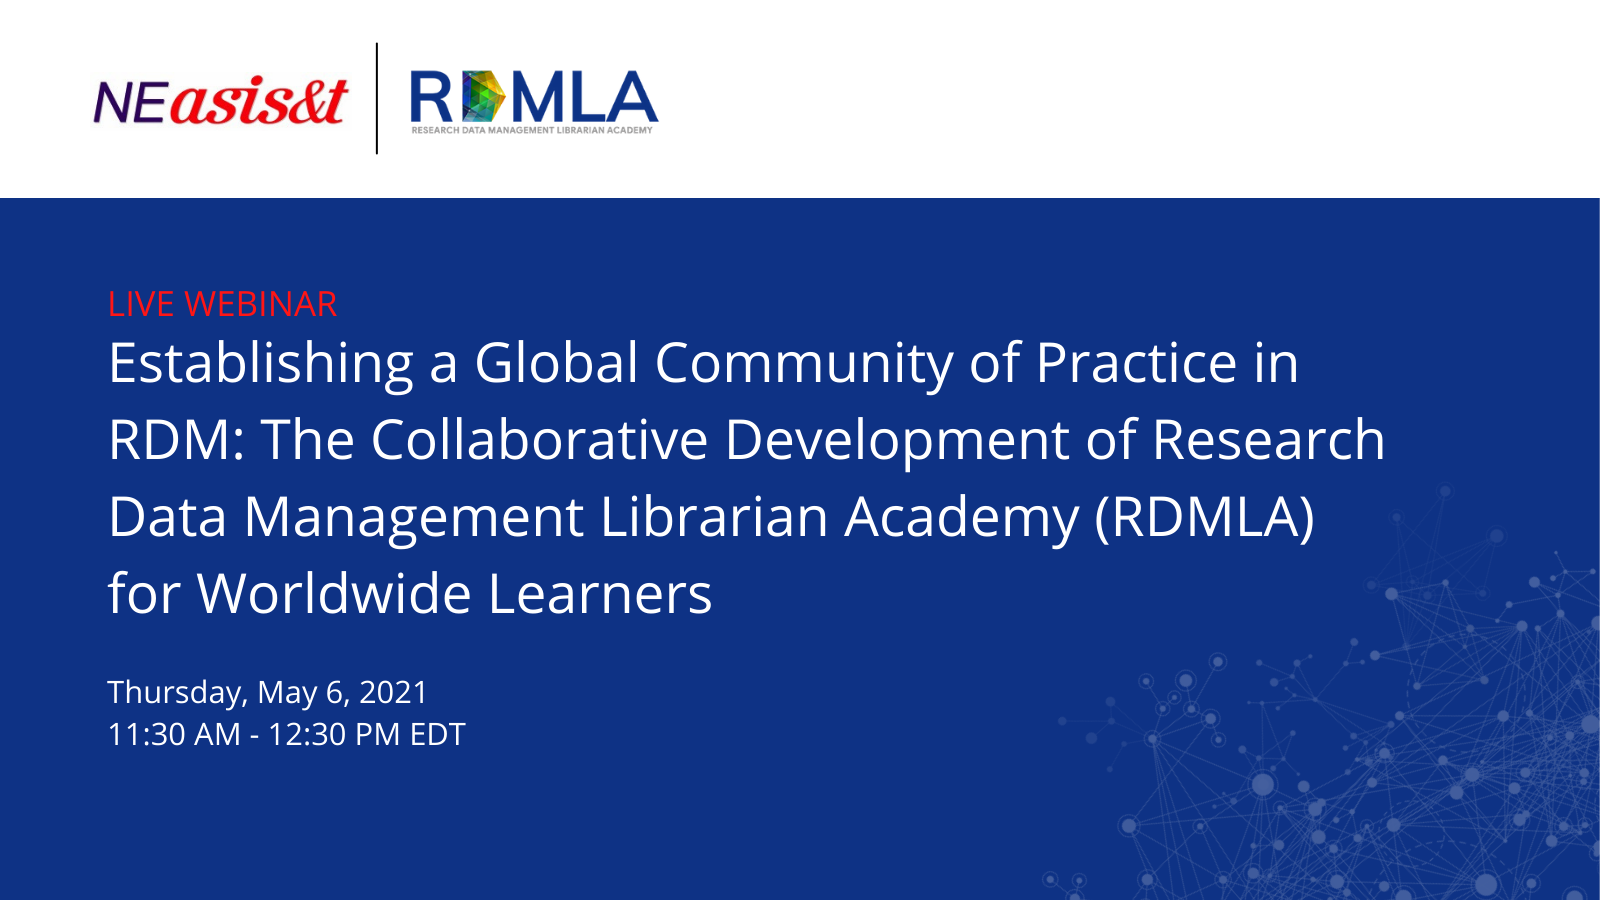 NEasis&t
RDMLA
RESEARCH DATA MANAGEMENT LIBRARIAN ACADEMY
LIVE WEBINAR
Establishing a Global Community of Practice in
RDM: The Collaborative Development of Research
Data Management Librarian Academy (RDMLA)
for Worldwide Learners
Thursday, May 6, 2021
11:30 AM - 12:30 PM EDT